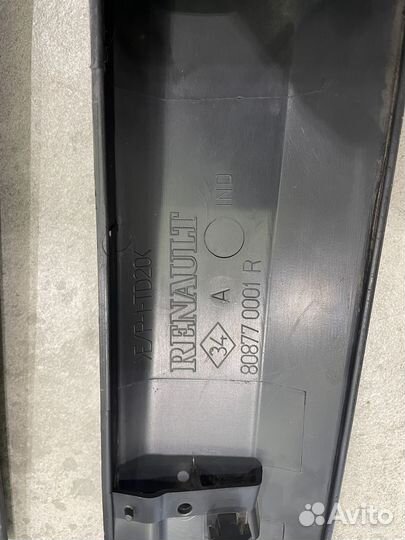 RENAULT
34
A
IND
80877 0001 R
Avito